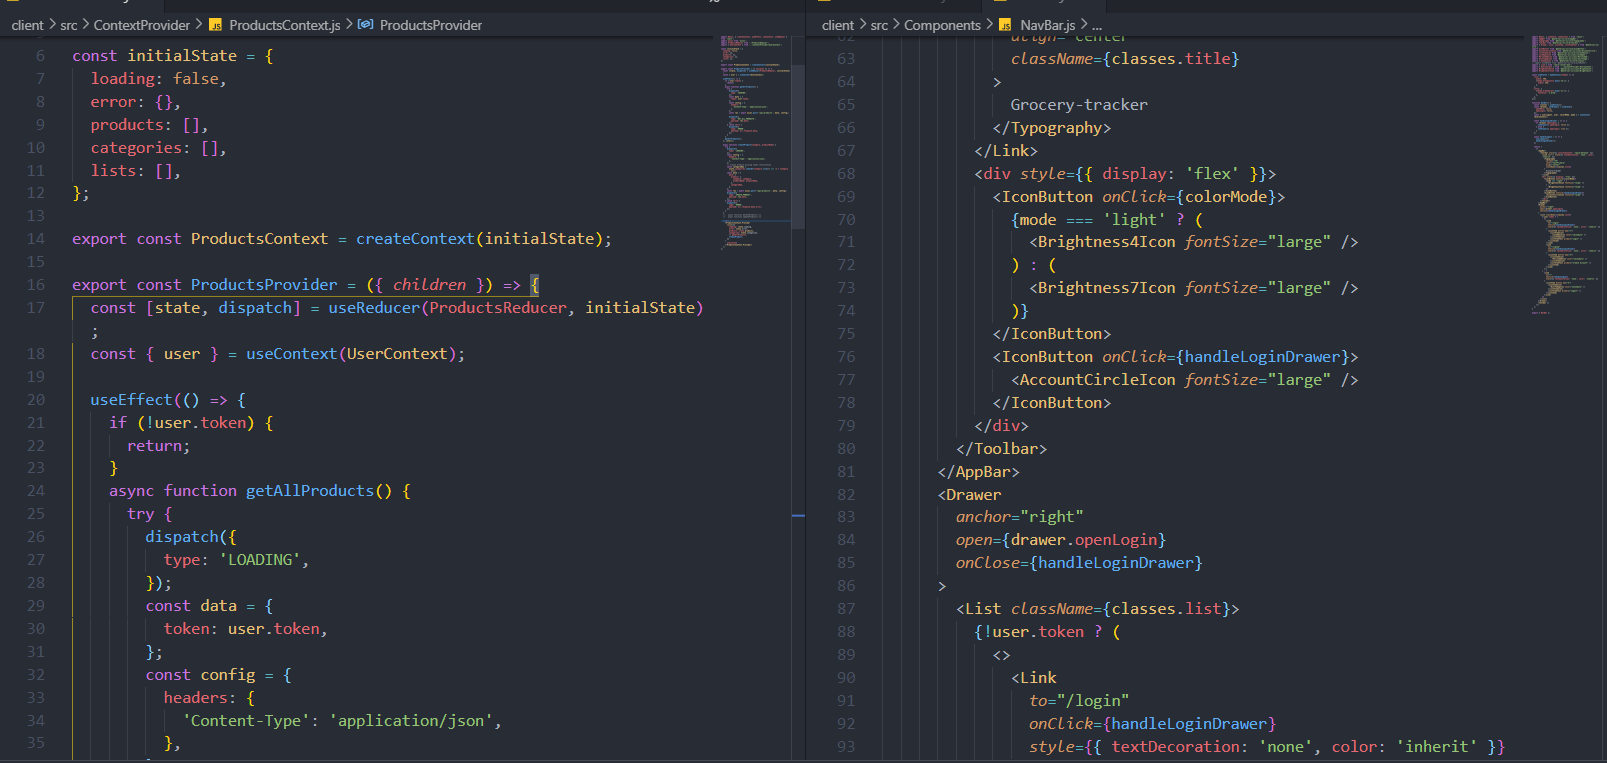 client > src > ContextProvider > JS ProductsContext.js > ProductsProvider
6 const initialState = {
7 loading: false,
8 error: {},
9 products: [],
10 categories: [],
11 lists: [],
12 };
13
14 export const ProductsContext = createContext(initialState);
15
16 export const ProductsProvider = ({ children }) => {
17 const [state, dispatch] = useReducer(ProductsReducer, initialState)
;
18 const { user } = useContext(UserContext);
19
20 useEffect(() => {
21 if (!user.token) {
22 return;
23 }
24 async function getAllProducts() {
25 try {
26 dispatch({
27 type: 'LOADING',
28 });
29 const data = {
30 token: user.token,
31 };
32 const config = {
33 headers: {
34 'Content-Type': 'application/json',
35 },
client > src > Components > JS NavBar.js > ...
62 align="center"
63 className={classes.title}
64 >
65 Grocery-tracker
66 </Typography>
67 </Link>
68 <div style={{ display: 'flex' }}>
69 <IconButton onClick={colorMode}>
70 {mode === 'light' ? (
71 <Brightness4Icon fontSize="large" />
72 ) : (
73 <Brightness7Icon fontSize="large" />
74 )}
75 </IconButton>
76 <IconButton onClick={handleLoginDrawer}>
77 <AccountCircleIcon fontSize="large" />
78 </IconButton>
79 </div>
80 </Toolbar>
81 </AppBar>
82 <Drawer
83 anchor="right"
84 open={drawer.openLogin}
85 onClose={handleLoginDrawer}
86 >
87 <List className={classes.list}>
88 {!user.token ? (
89 <>
90 <Link
91 to="/login"
92 onClick={handleLoginDrawer}
93 style={{ textDecoration: 'none', color: 'inherit' }}